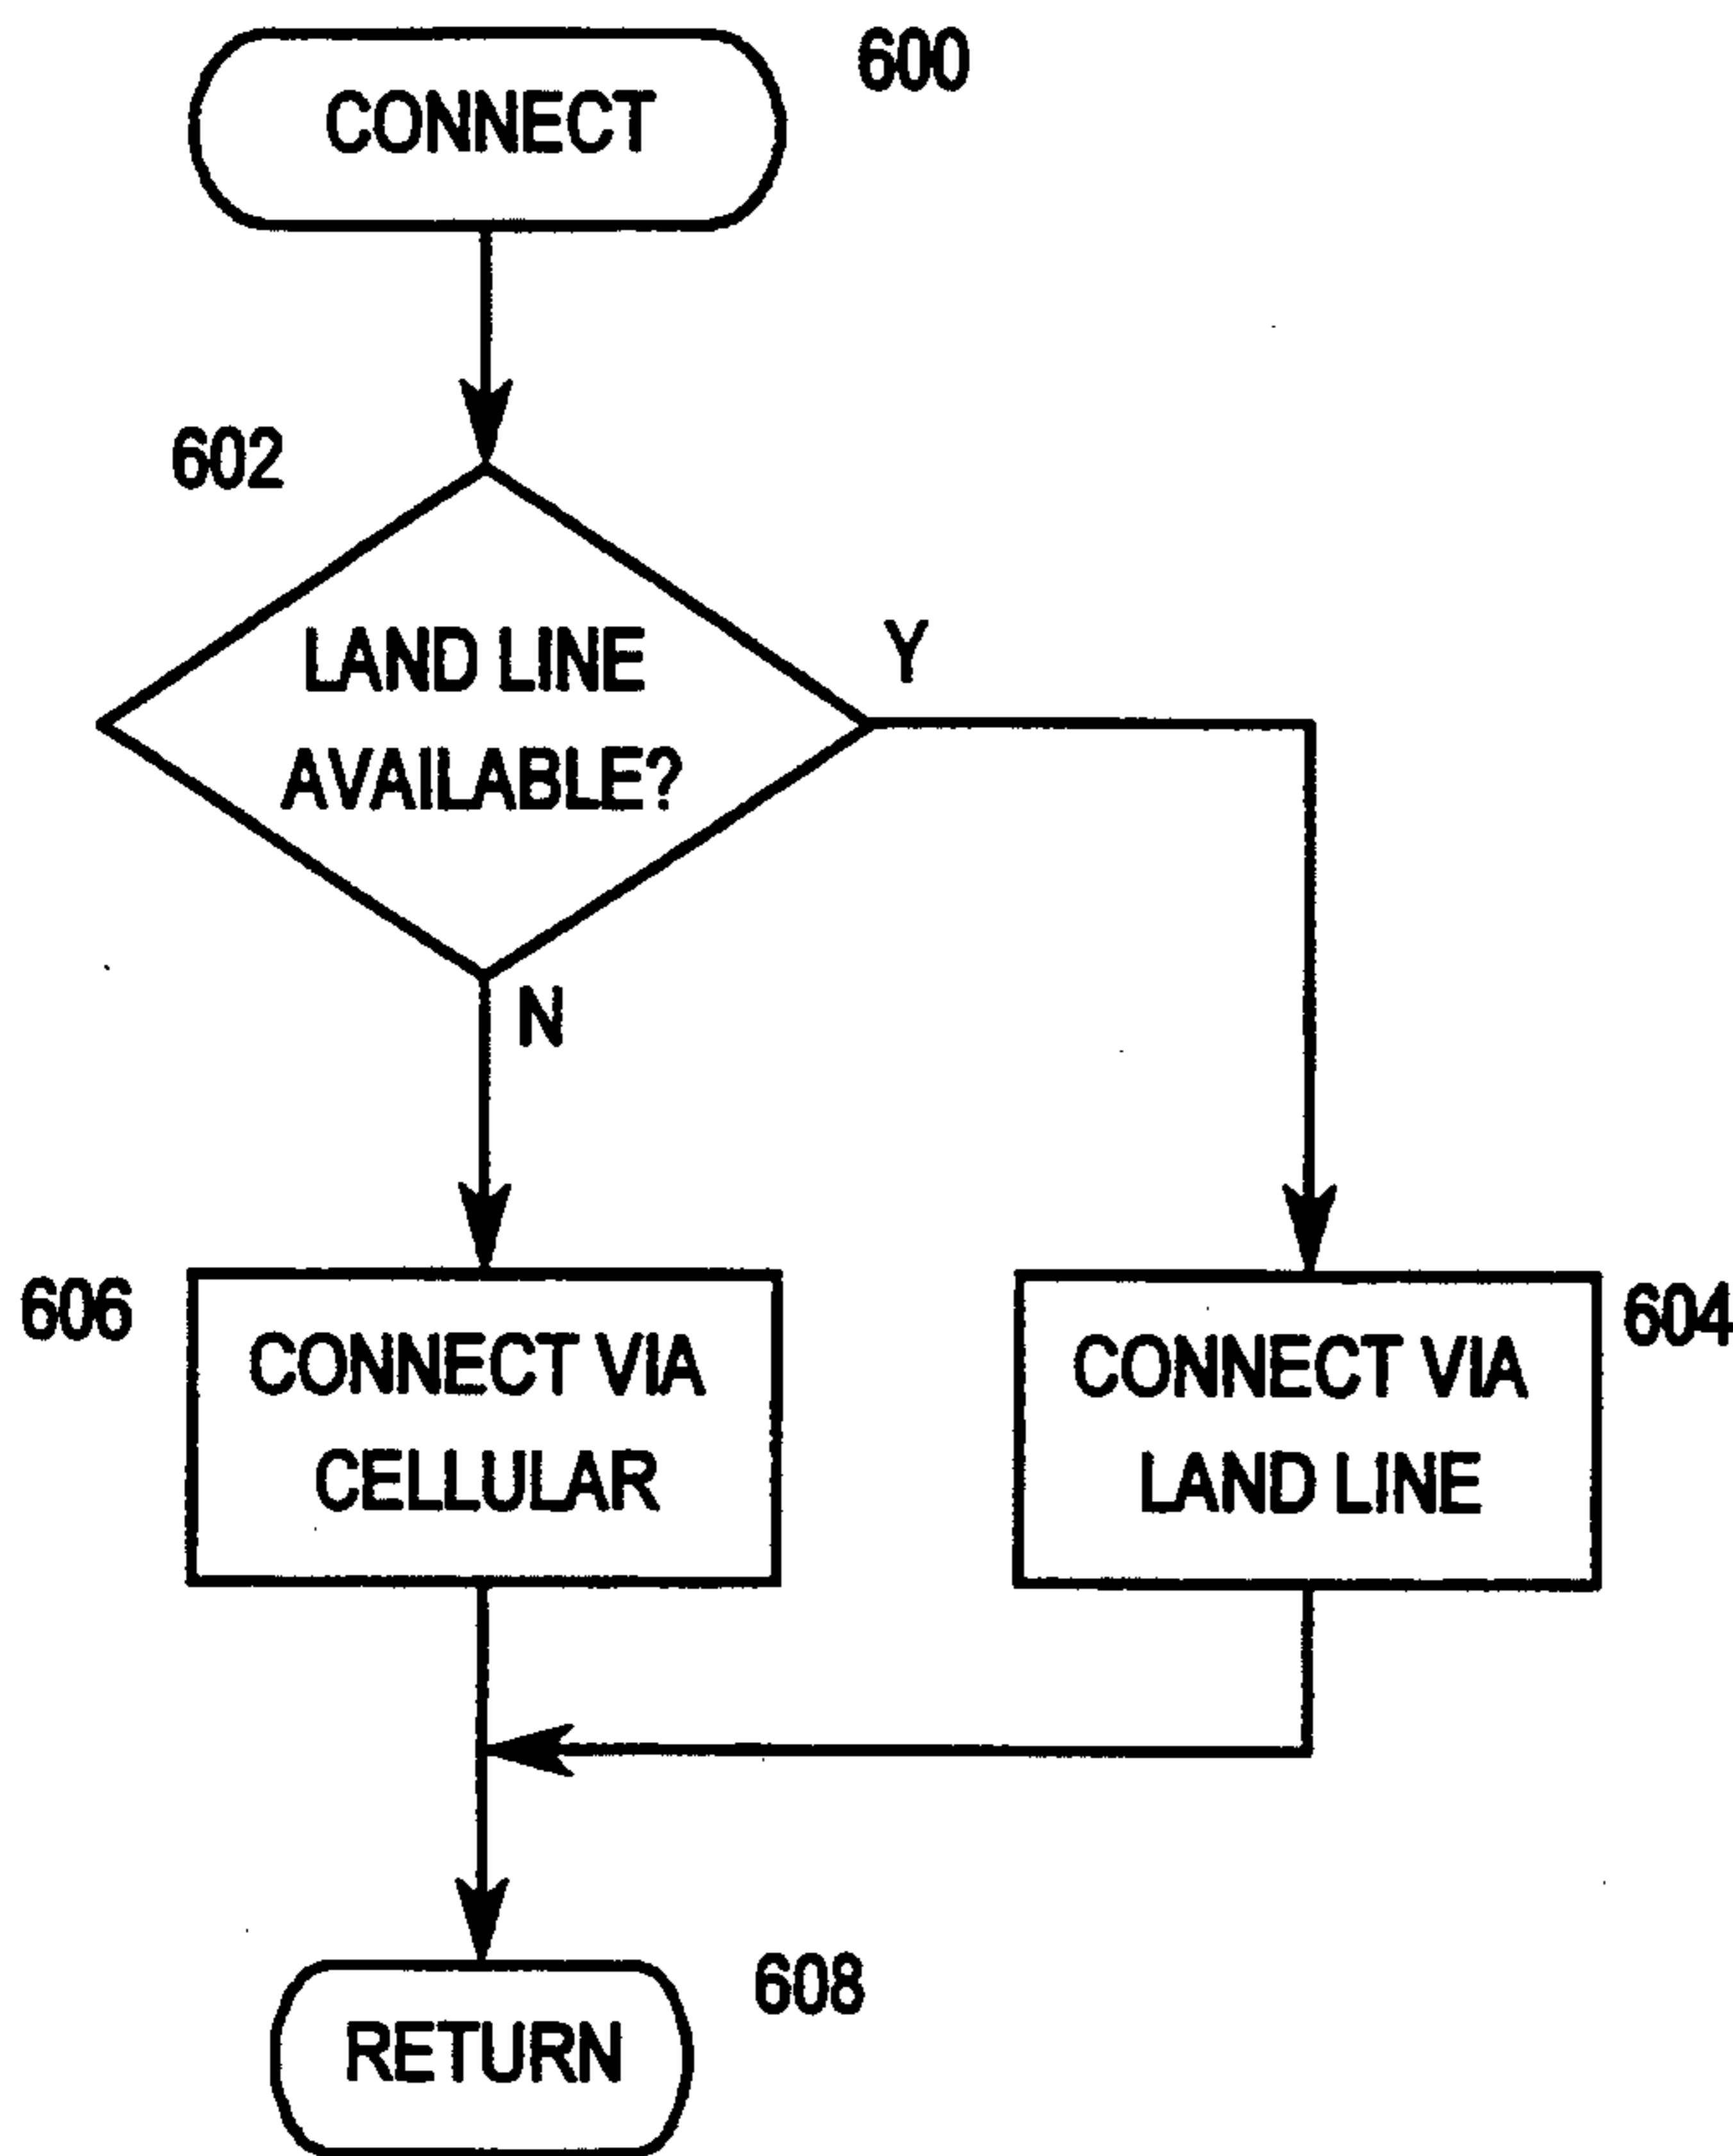 CONNECT
600
602
LAND LINE
AVAILABLE?
Y
N
606
CONNECT VIA
CELLULAR
CONNECT VIA
LAND LINE
604
608
RETURN